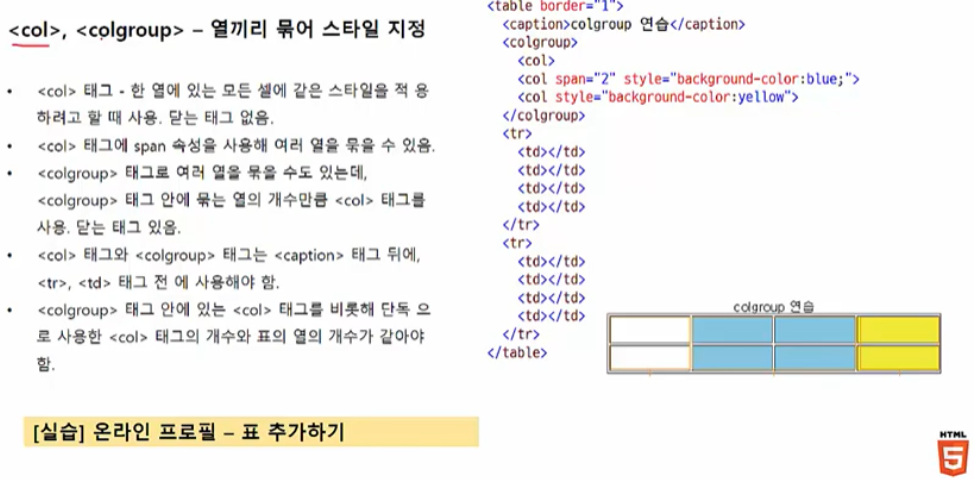 <col>, <colgroup> – 열끼리 묶어 스타일 지정
• <col> 태그 - 한 열에 있는 모든 셀에 같은 스타일을 적 용
하려고 할 때 사용. 닫는 태그 없음.
• <col> 태그에 span 속성을 사용해 여러 열을 묶을 수 있음.
• <colgroup> 태그로 여러 열을 묶을 수도 있는데,
<colgroup> 태그 안에 묶는 열의 개수만큼 <col> 태그를
사용. 닫는 태그 있음.
• <col> 태그와 <colgroup> 태그는 <caption> 태그 뒤에,
<tr>, <td> 태그 전 에 사용해야 함.
• <colgroup> 태그 안에 있는 <col> 태그를 비롯해 단독 으
로 사용한 <col> 태그의 개수와 표의 열의 개수가 같아야
함.
[실습] 온라인 프로필 – 표 추가하기
<table border="1">
<caption>colgroup 연습</caption>
<colgroup>
<col>
<col span="2" style="background-color:blue;">
<col style="background-color:yellow">
</colgroup>
<tr>
<td></td>
<td></td>
<td></td>
<td></td>
</tr>
<tr>
<td></td>
<td></td>
<td></td>
<td></td>
</tr>
</table>
colgroup 연습
HTML
5